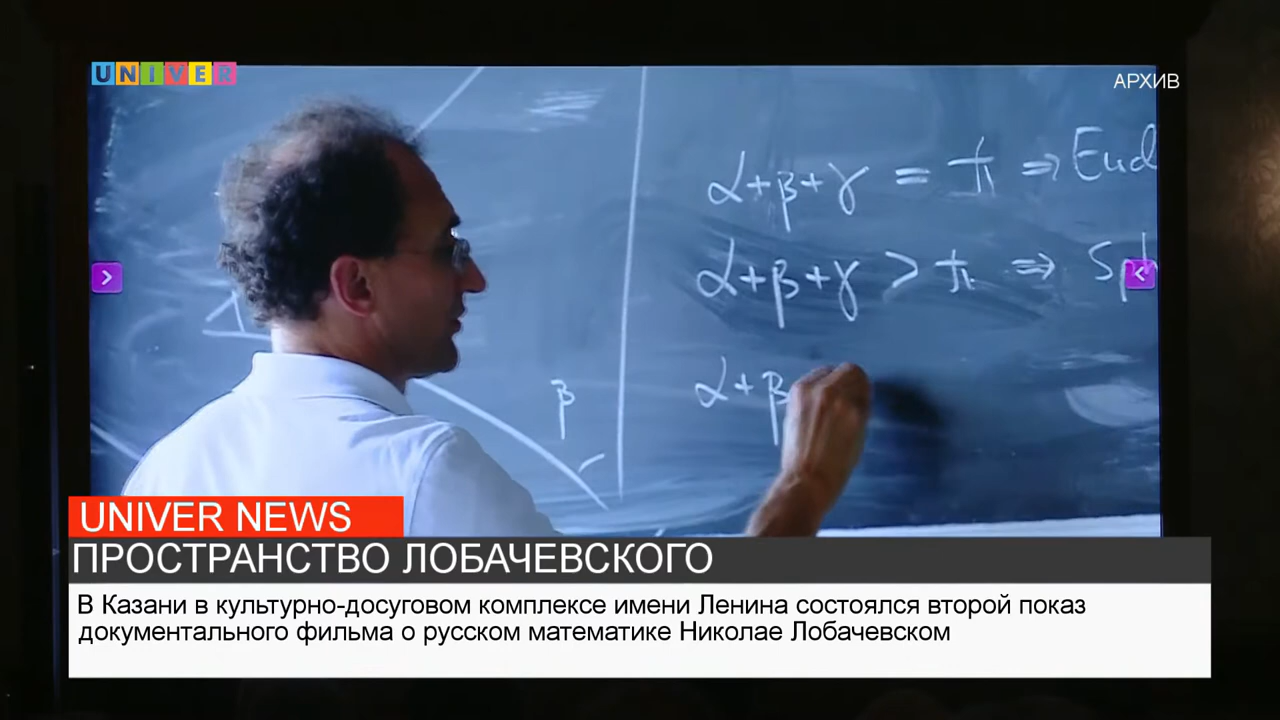 UNIVER
АРХИВ
α+β+γ = π ⇒ Eucl
α+β+γ > π ⇒ Sph
α+β
β
UNIVER NEWS
ПРОСТРАНСТВО ЛОБАЧЕВСКОГО
В Казани в культурно-досуговом комплексе имени Ленина состоялся второй показ
документального фильма о русском математике Николае Лобачевском